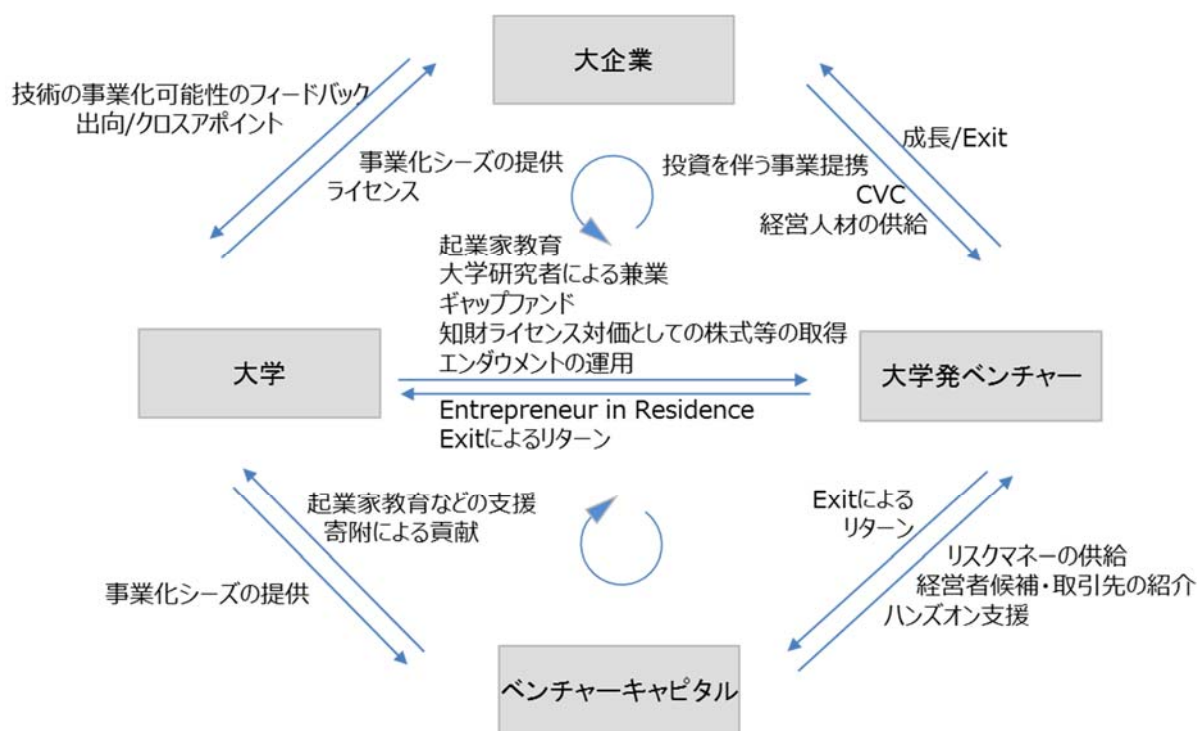 大企業
技術の事業化可能性のフィードバック
出向/クロスアポイント
事業化シーズの提供
ライセンス
成長/Exit
投資を伴う事業提携
CVC
経営人材の供給
起業家教育
大学研究者による兼業
ギャップファンド
知財ライセンス対価としての株式等の取得
エンダウメントの運用
大学
大学発ベンチャー
Entrepreneur in Residence
Exitによるリターン
起業家教育などの支援
寄附による貢献
事業化シーズの提供
Exitによる
リターン
リスクマネーの供給
経営者候補・取引先の紹介
ハンズオン支援
ベンチャーキャピタル